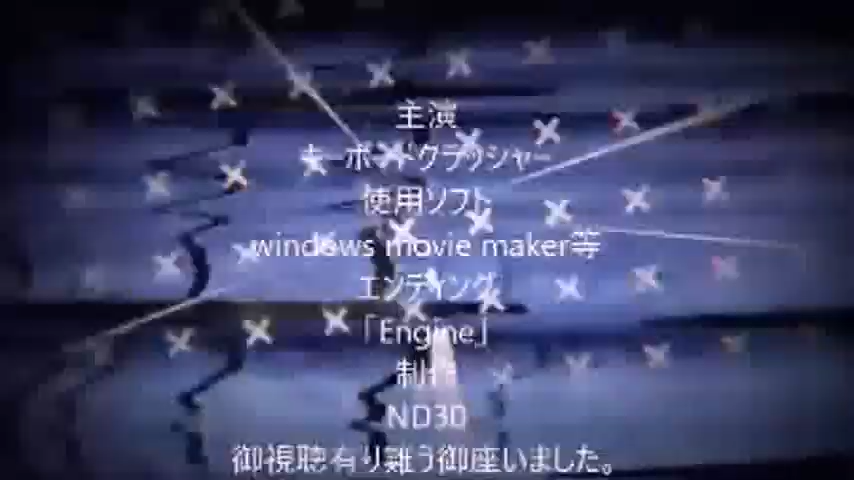 主演
キーボードクラッシャー
使用ソフト
windows movie maker等
エンディング
「Engine」
制作
ND30
御視聴有り難う御座いました。